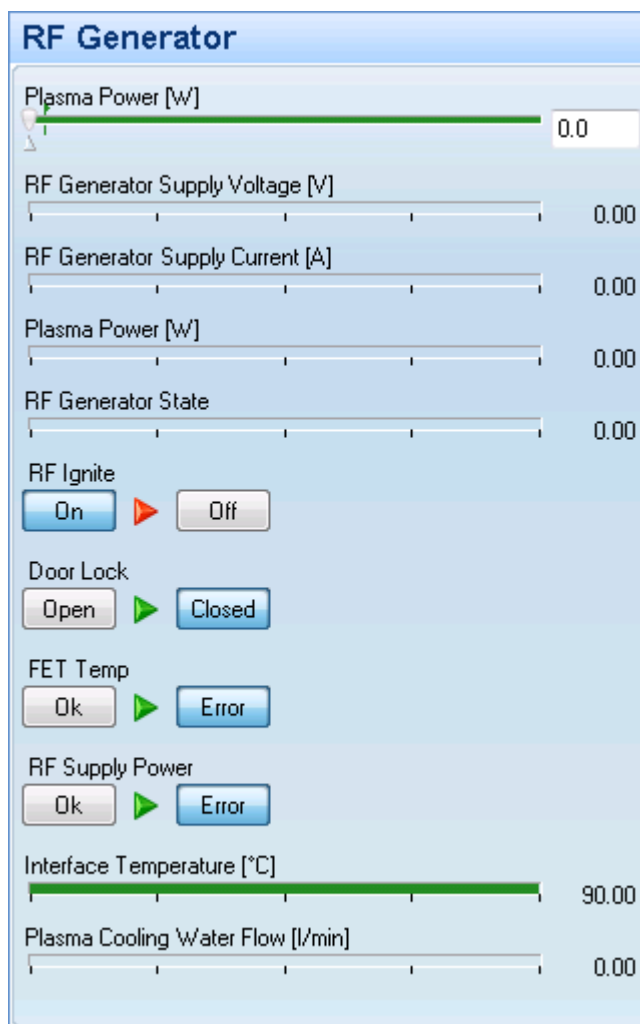 RF Generator
Plasma Power [W]
0.0
RF Generator Supply Voltage [V]
0.00
RF Generator Supply Current [A]
0.00
Plasma Power [W]
0.00
RF Generator State
0.00
RF Ignite
On Off
Door Lock
Open Closed
FET Temp
Ok Error
RF Supply Power
Ok Error
Interface Temperature [°C]
90.00
Plasma Cooling Water Flow [l/min]
0.00